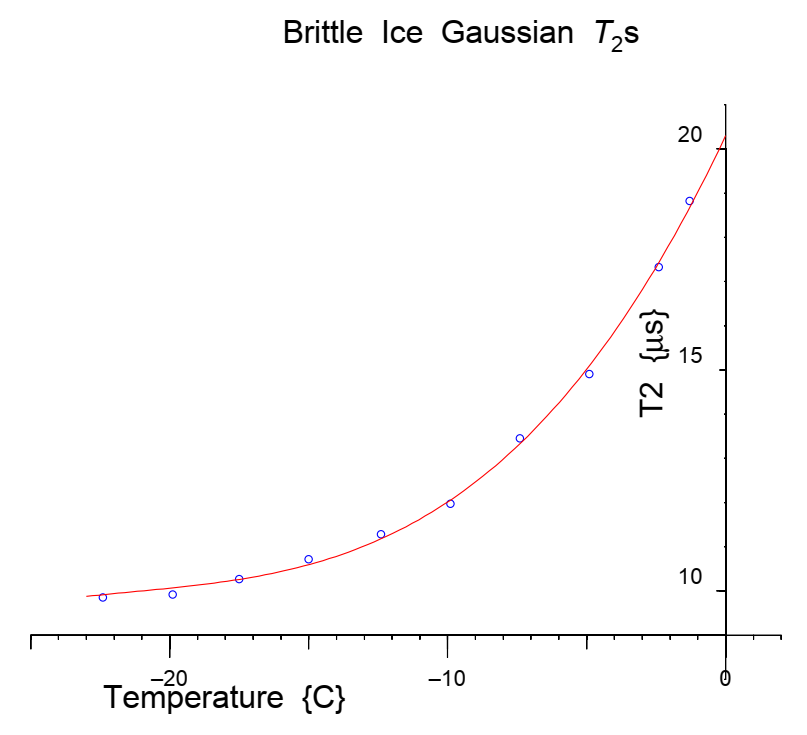 Brittle Ice Gaussian T2s
20
T2 {µs}
15
10
–20
–10
0
Temperature {C}